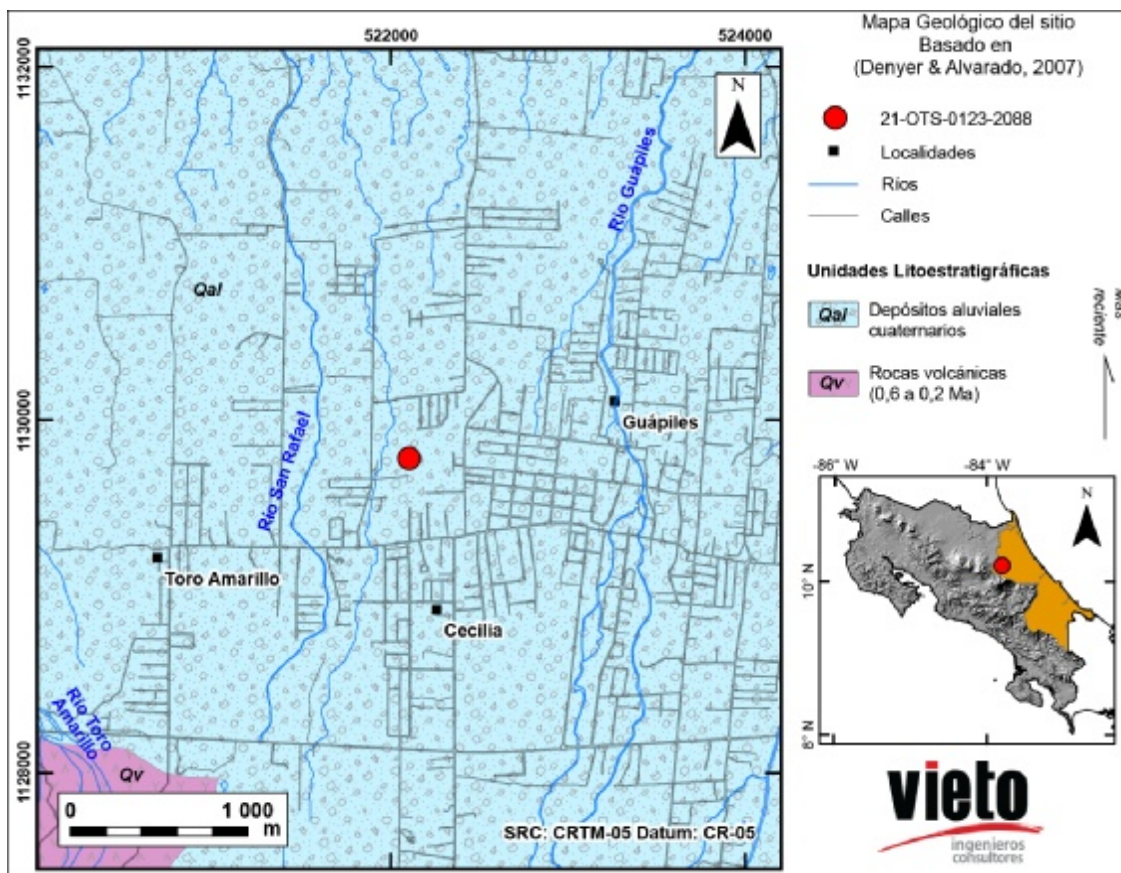 Mapa Geológico del sitio
Basado en
(Denyer & Alvarado, 2007)
21-OTS-0123-2088
Localidades
Ríos
Calles
Unidades Litoestratigráficas
Qal
Depósitos aluviales
cuaternarios
Qv
Rocas volcánicas
(0,6 a 0,2 Ma)
reciente
522000
524000
1132000
1130000
1128000
N
Río Guápiles
Qal
Río San Rafael
Guápiles
Toro Amarillo
Cecilia
Río Toro
Amarillo
Qv
0
1 000
m
SRC: CRTM-05 Datum: CR-05
-86° W
-84° W
N
10° N
8° N
vieto
ingenieros
consultores